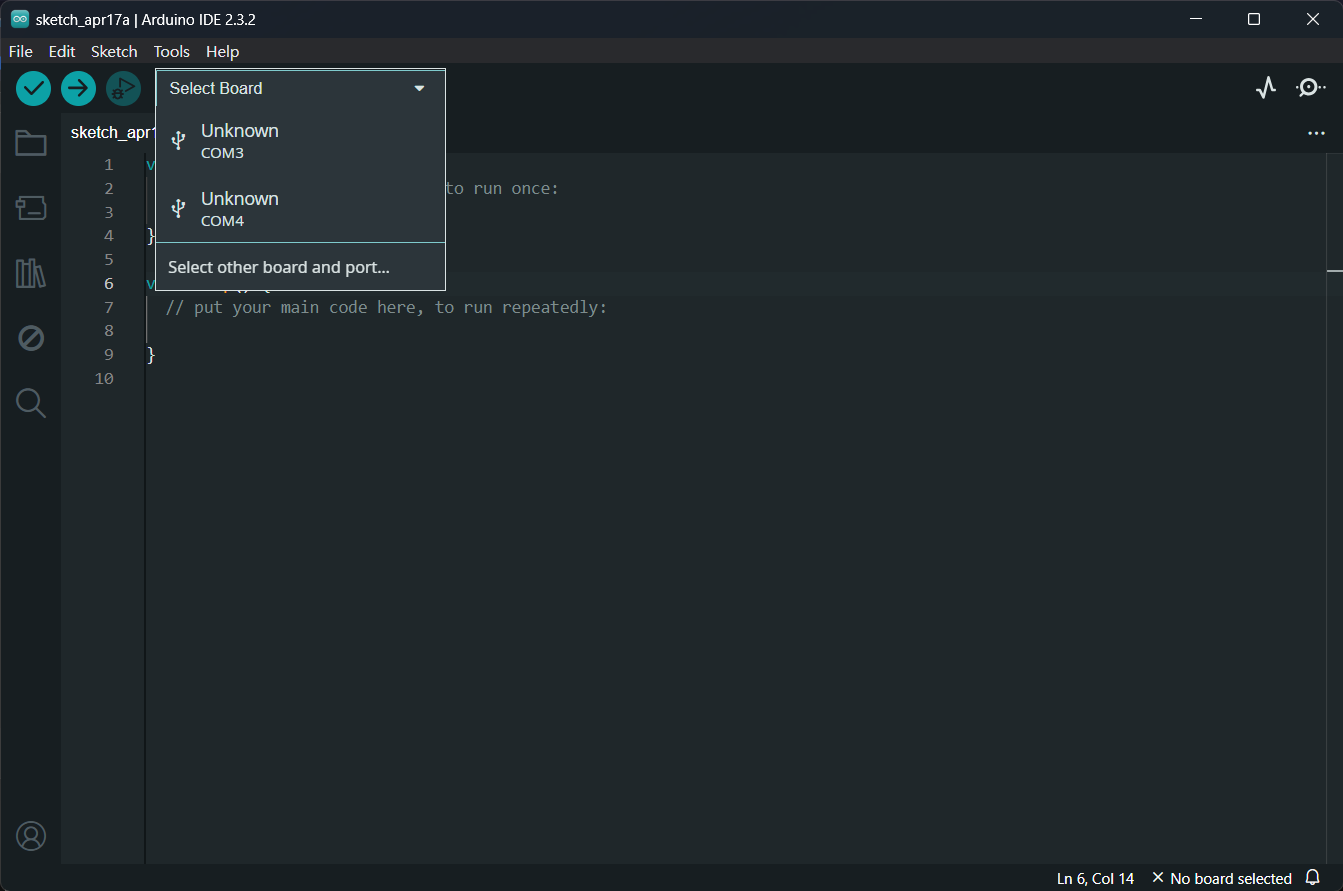 sketch_apr17a | Arduino IDE 2.3.2
File Edit Sketch Tools Help
Select Board
Unknown
COM3
Unknown
COM4
Select other board and port...
sketch_apr1
1 v
2 to run once:
3
4 }
5
6 v
7 // put your main code here, to run repeatedly:
8
9 }
10
Ln 6, Col 14 × No board selected